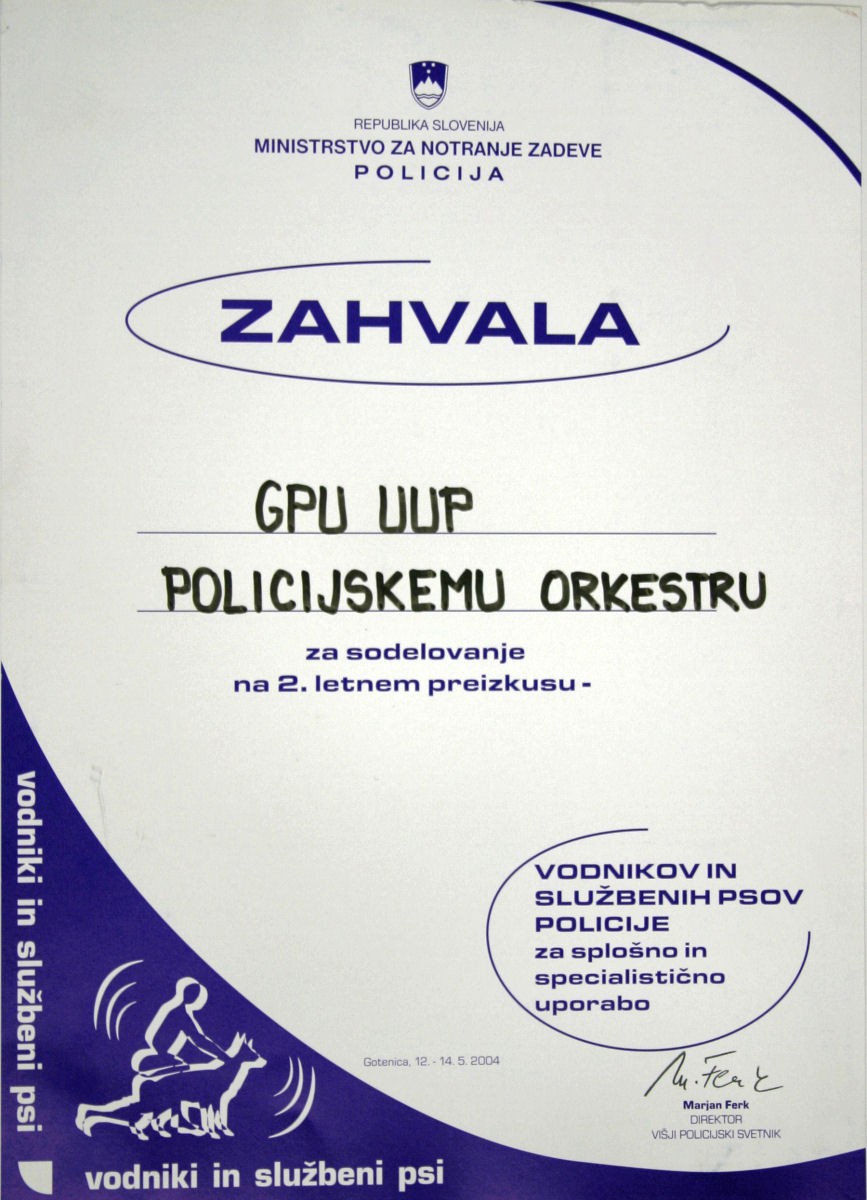 REPUBLIKA SLOVENIJA
MINISTRSTVO ZA NOTRANJE ZADEVE
POLICIJA
ZAHVALA
GPU UUP
POLICIJSKEMU ORKESTRU
za sodelovanje
na 2. letnem preizkusu -
VODNIKOV IN
SLUŽBENIH PSOV
POLICIJE
za splošno in
specialistično
uporabo
Gotenica, 12. - 14. 5. 2004
M. Ferk
Marjan Ferk
DIREKTOR
VIŠJI POLICIJSKI SVETNIK
vodniki in službeni psi
vodniki in službeni psi